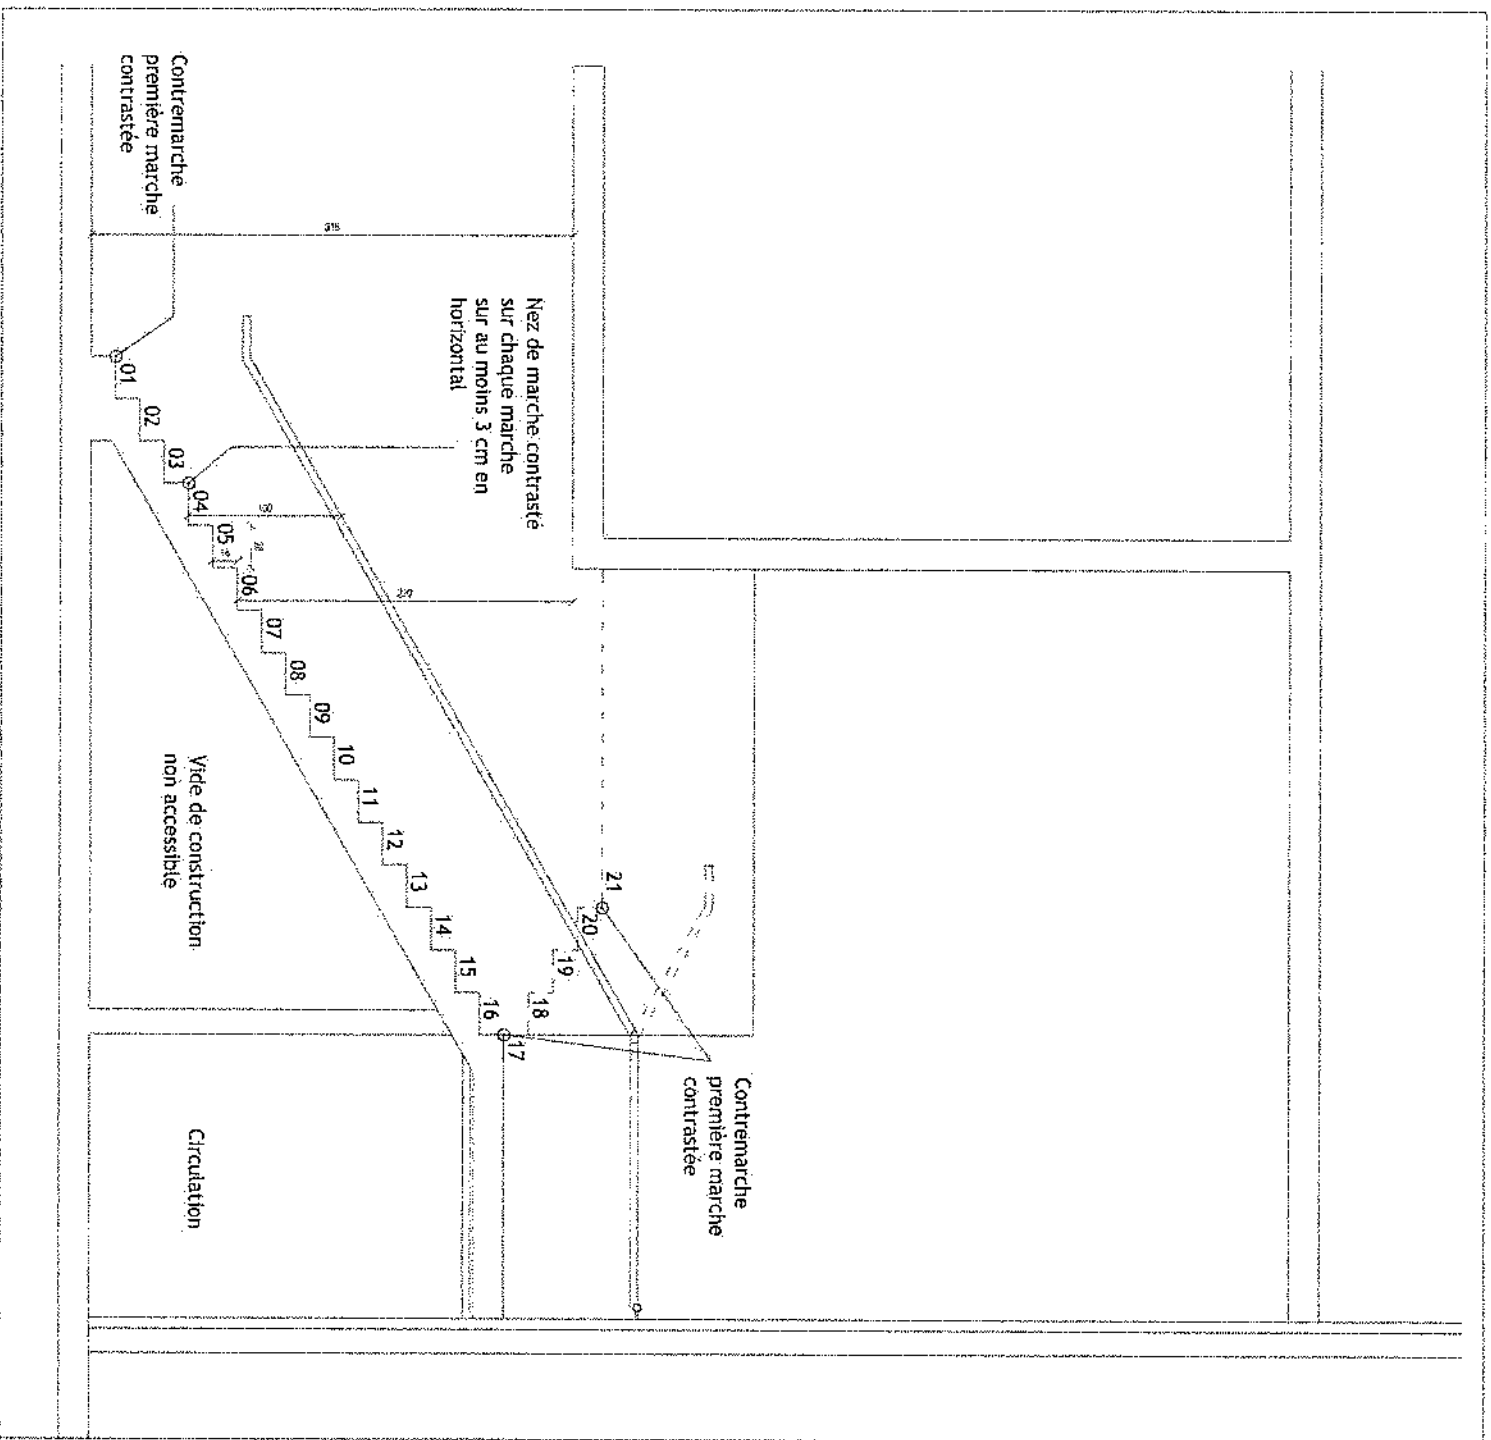 Contremarche
première marche
contrastée
Nez de marche contrasté
sur chaque marche
sur au moins 3 cm en
horizontal
01
02
03
04
05
06
07
08
09
10
11
12
13
14
15
16
17
18
19
20
21
Contremarche
première marche
contrastée
Vide de construction
non accessible
Circulation